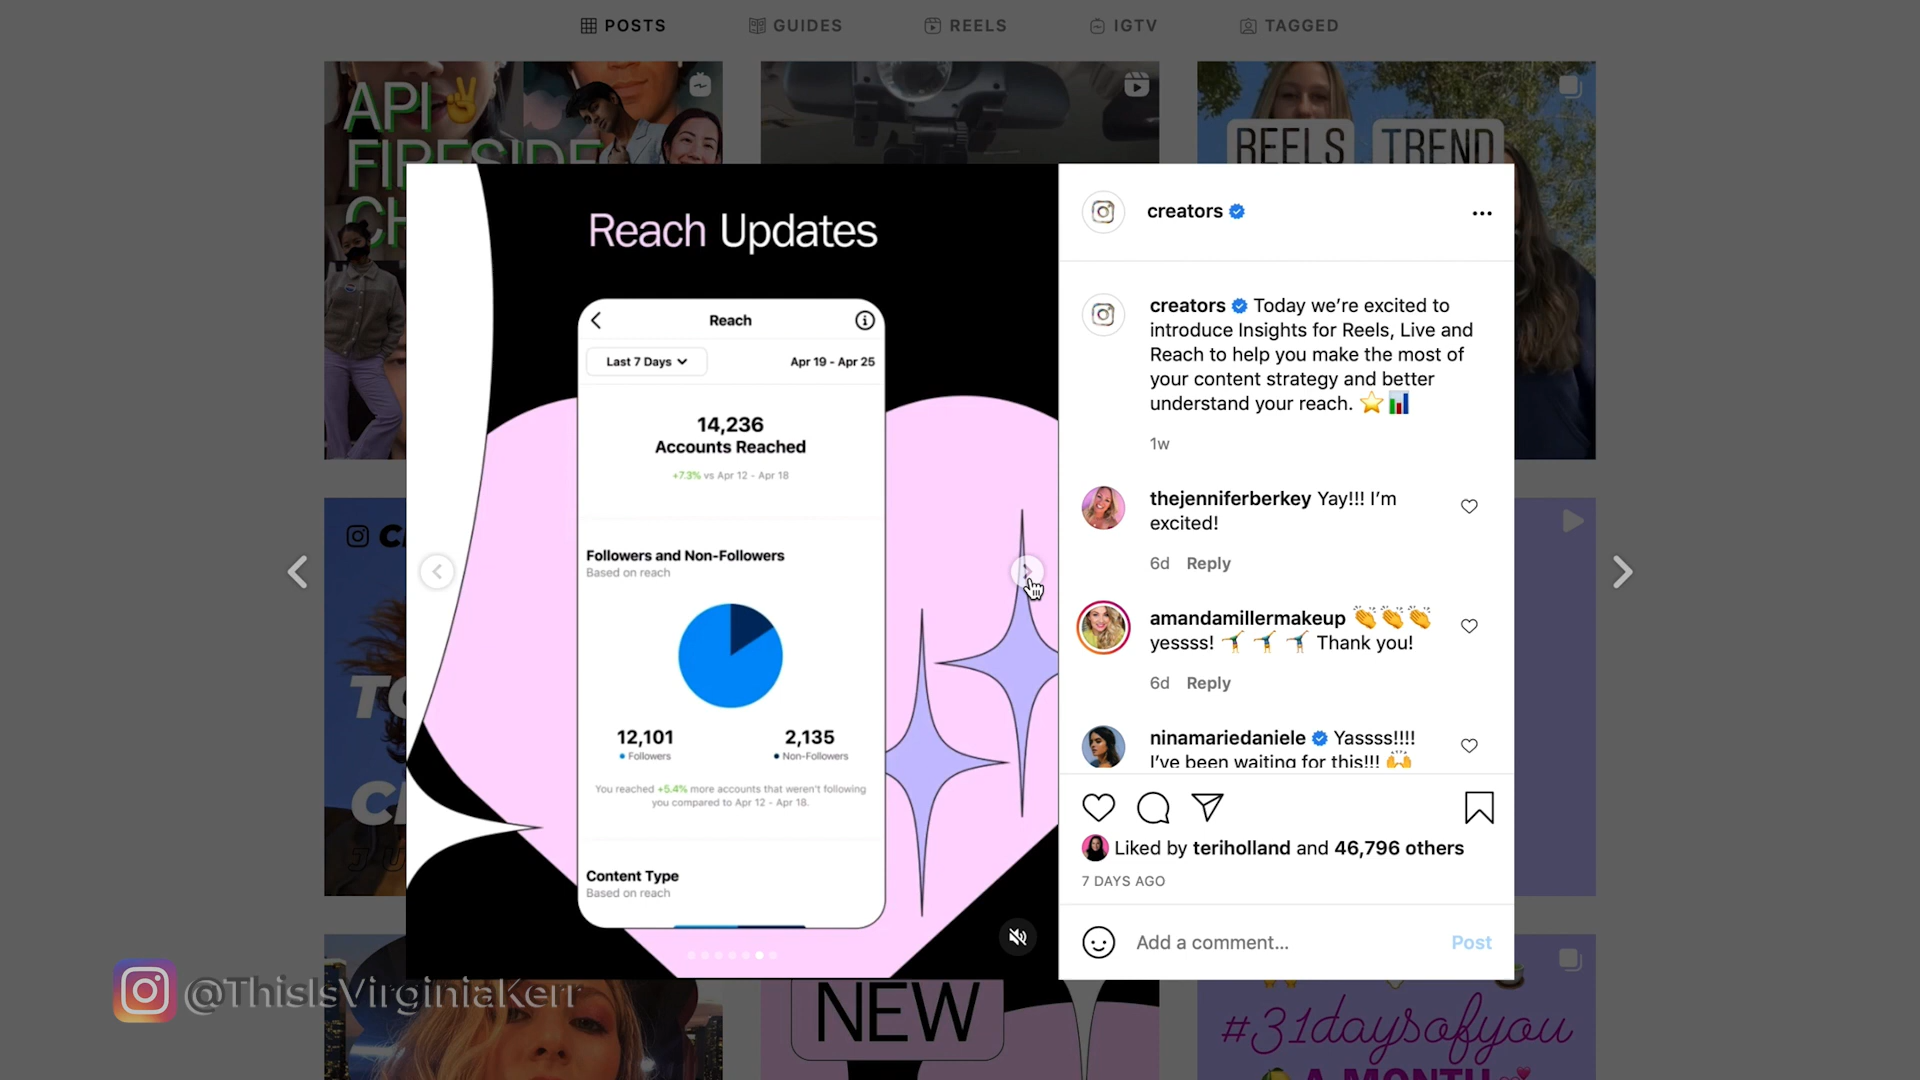 POSTS GUIDES REELS IGTV TAGGED
API✌
FIRESIDE
CH
REELS TREND
Reach Updates
Reach
Last 7 Days Apr 19 - Apr 25
14,236
Accounts Reached
+7.3% vs Apr 12 - Apr 18
Followers and Non-Followers
Based on reach
12,101 2,135
Followers Non-Followers
You reached +5.4% more accounts that weren't following
you compared to Apr 12 - Apr 18.
Content Type
Based on reach
creators
creators Today we're excited to
introduce Insights for Reels, Live and
Reach to help you make the most of
your content strategy and better
understand your reach. ⭐📊
1w
thejenniferberkey Yay!!! I'm
excited!
6d Reply
amandamillermakeup 👏👏👏
yessss! 🤸🤸🤸 Thank you!
6d Reply
ninamariedaniele Yassss!!!!
I've been waiting for this!!! 🙌
Liked by teriholland and 46,796 others
7 DAYS AGO
Add a comment... Post
@ThisIsVirginiaKerr
NEW
#31daysofyou
A MONTH